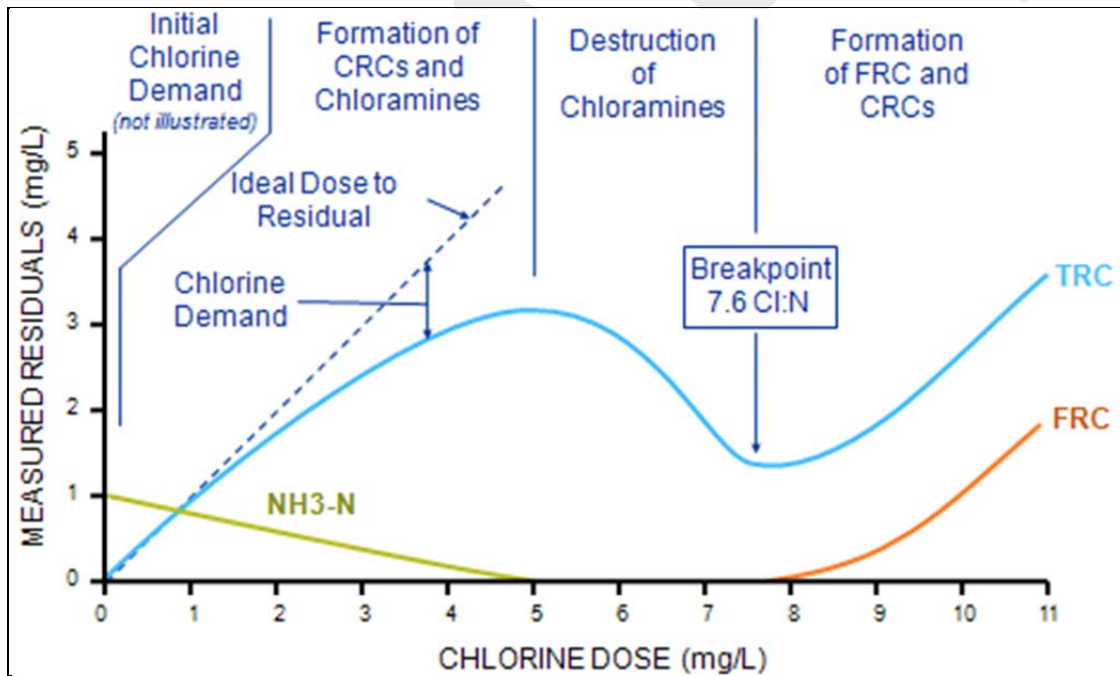 Initial
Chlorine
Demand
(not illustrated)
Formation of
CRCs and
Chloramines
Destruction
of
Chloramines
Formation
of FRC and
CRCs
Ideal Dose to
Residual
Chlorine
Demand
Breakpoint
7.6 Cl:N
TRC
FRC
NH3-N
MEASURED RESIDUALS (mg/L)
5
4
3
2
1
0
0 1 2 3 4 5 6 7 8 9 10 11
CHLORINE DOSE (mg/L)